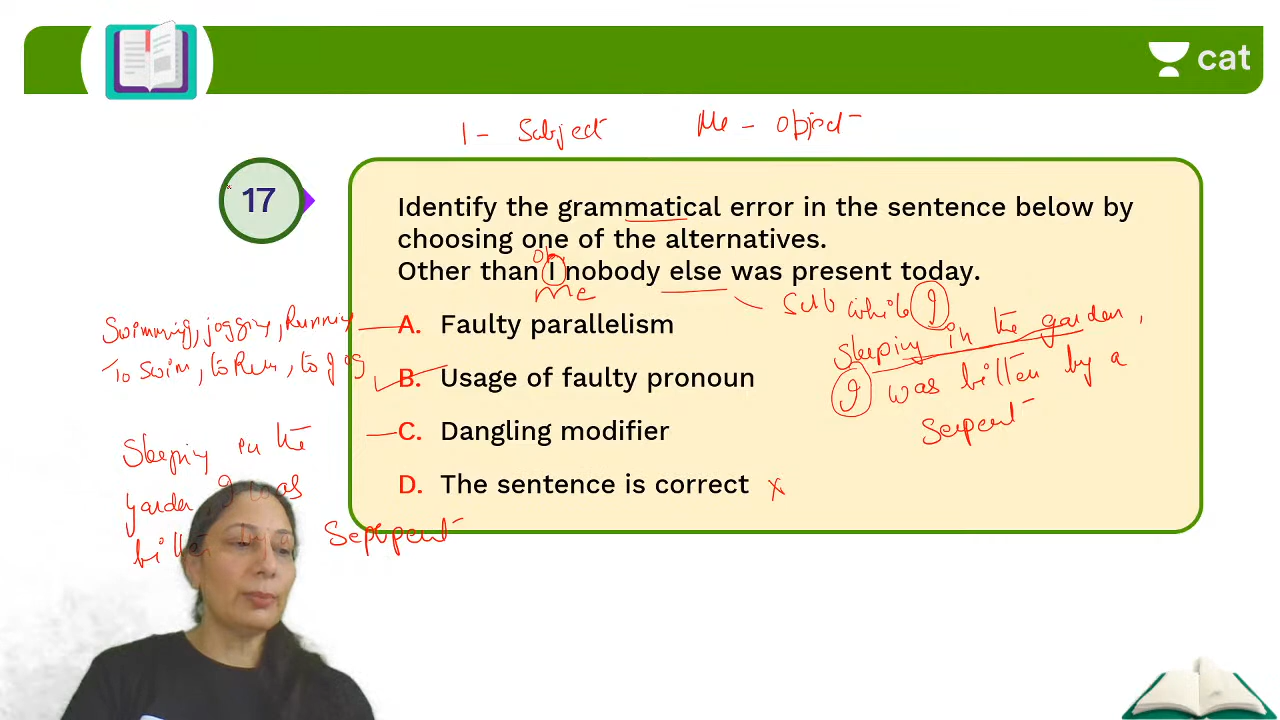 cat
I - Subject Me - Object
17
Identify the grammatical error in the sentence below by
choosing one of the alternatives.
Other than I nobody else was present today.
ob.
me
Sub while I
sleeping in the garden,
I was bitten by a
Serpent
Swimming, jogging, Running
To Swim, to Run, to jog
A. Faulty parallelism
B. Usage of faulty pronoun
C. Dangling modifier
D. The sentence is correct x
Sleeping in the
garden, I was
bitten by a Serpent